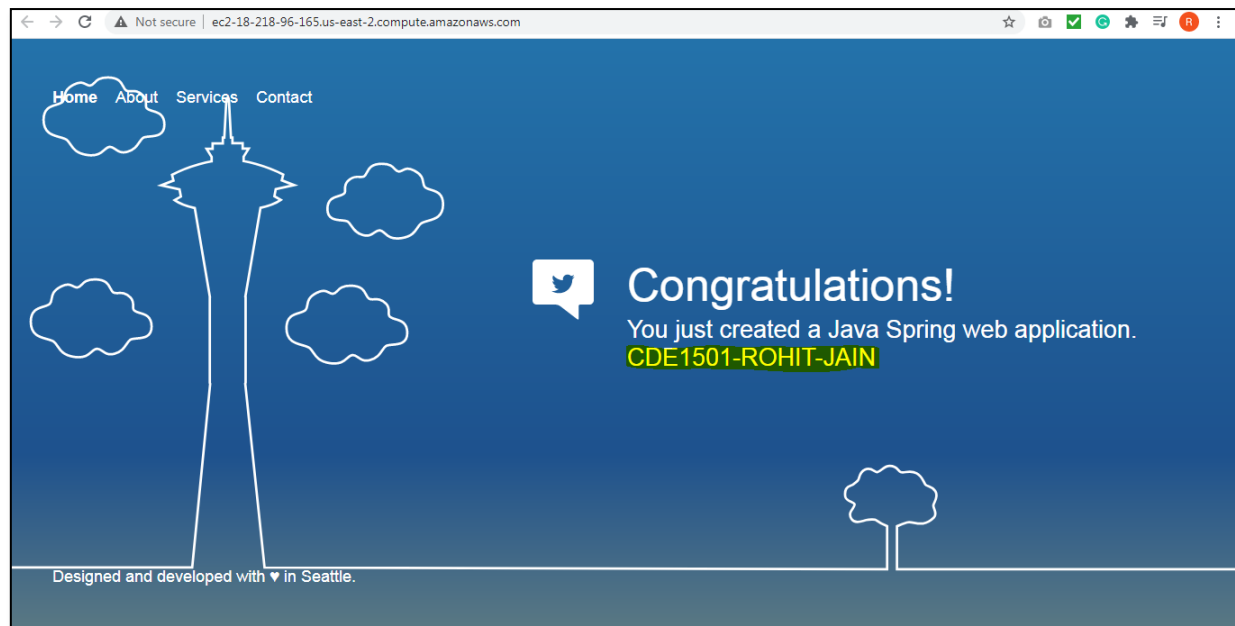 Not secure ec2-18-218-96-165.us-east-2.compute.amazonaws.com R
Home About Services Contact
Congratulations!
You just created a Java Spring web application.
CDE1501-ROHIT-JAIN
Designed and developed with ♥ in Seattle.